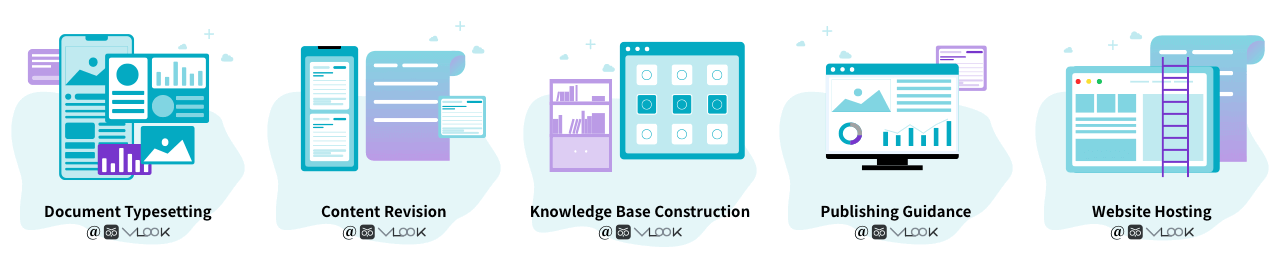 Document Typesetting
@ VLOOK
Content Revision
@ VLOOK
Knowledge Base Construction
@ VLOOK
Publishing Guidance
@ VLOOK
Website Hosting
@ VLOOK